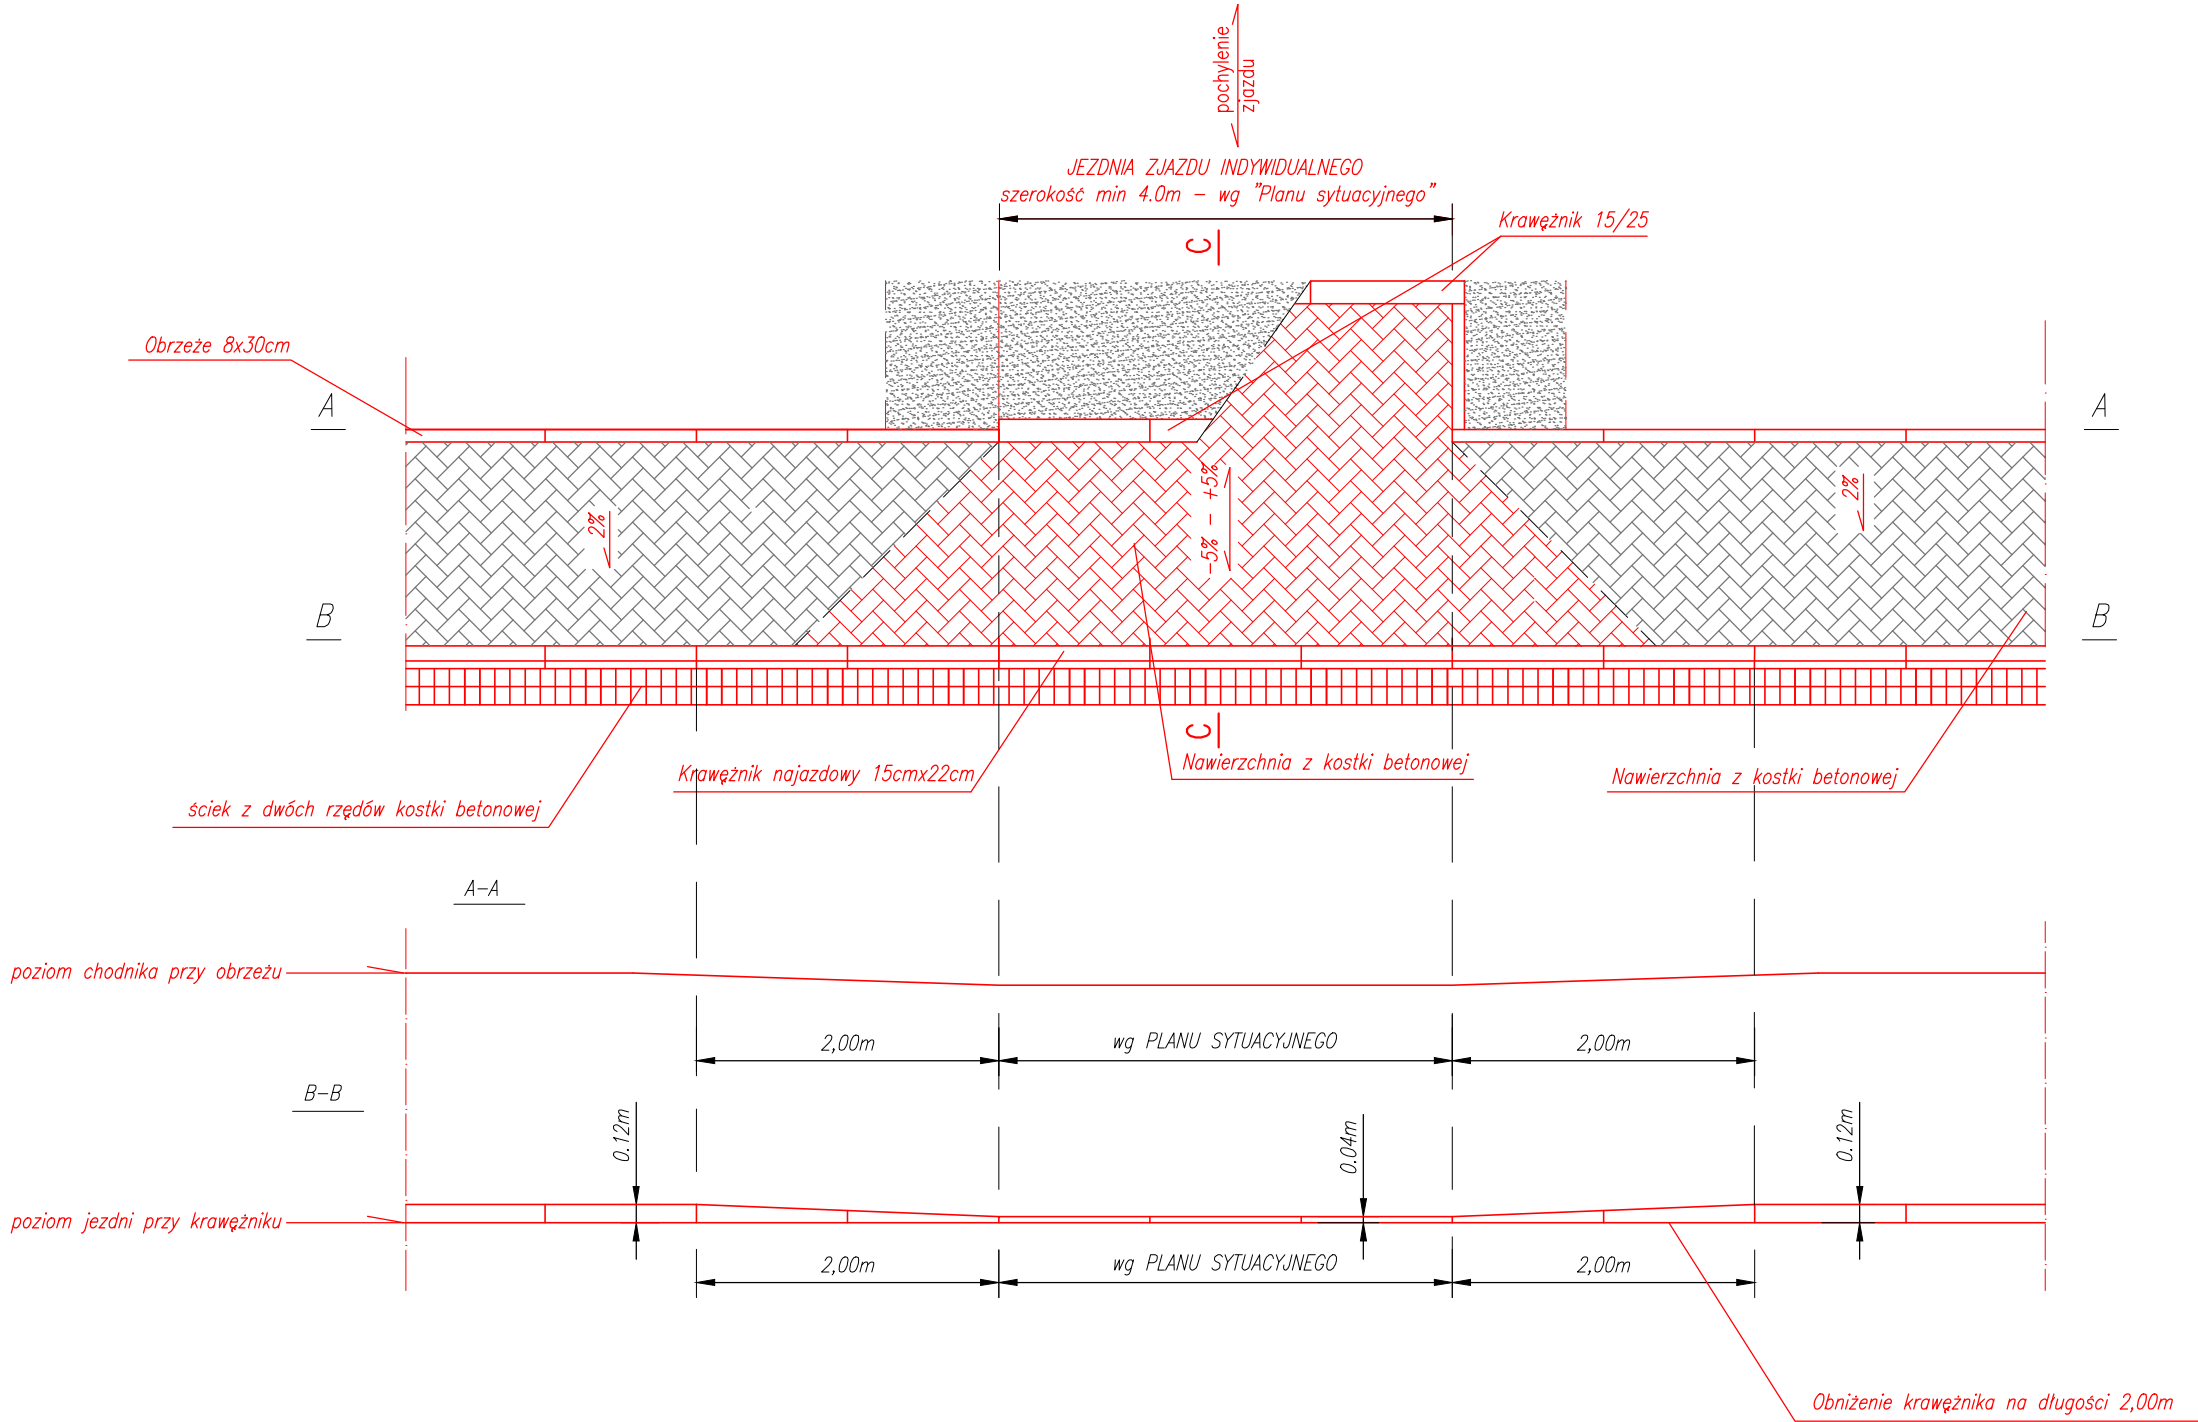 pochylenie
zjazdu
JEZDNIA ZJAZDU INDYWIDUALNEGO
szerokość min 4.0m – wg "Planu sytuacyjnego"
C
Krawężnik 15/25
Obrzeże 8x30cm
A
A
2%
-5% - +5%
2%
B
B
C
Krawężnik najazdowy 15cmx22cm
Nawierzchnia z kostki betonowej
Nawierzchnia z kostki betonowej
ściek z dwóch rzędów kostki betonowej
A-A
poziom chodnika przy obrzeżu
2,00m
wg PLANU SYTUACYJNEGO
2,00m
B-B
0.12m
0.04m
0.12m
poziom jezdni przy krawężniku
2,00m
wg PLANU SYTUACYJNEGO
2,00m
Obniżenie krawężnika na długości 2,00m